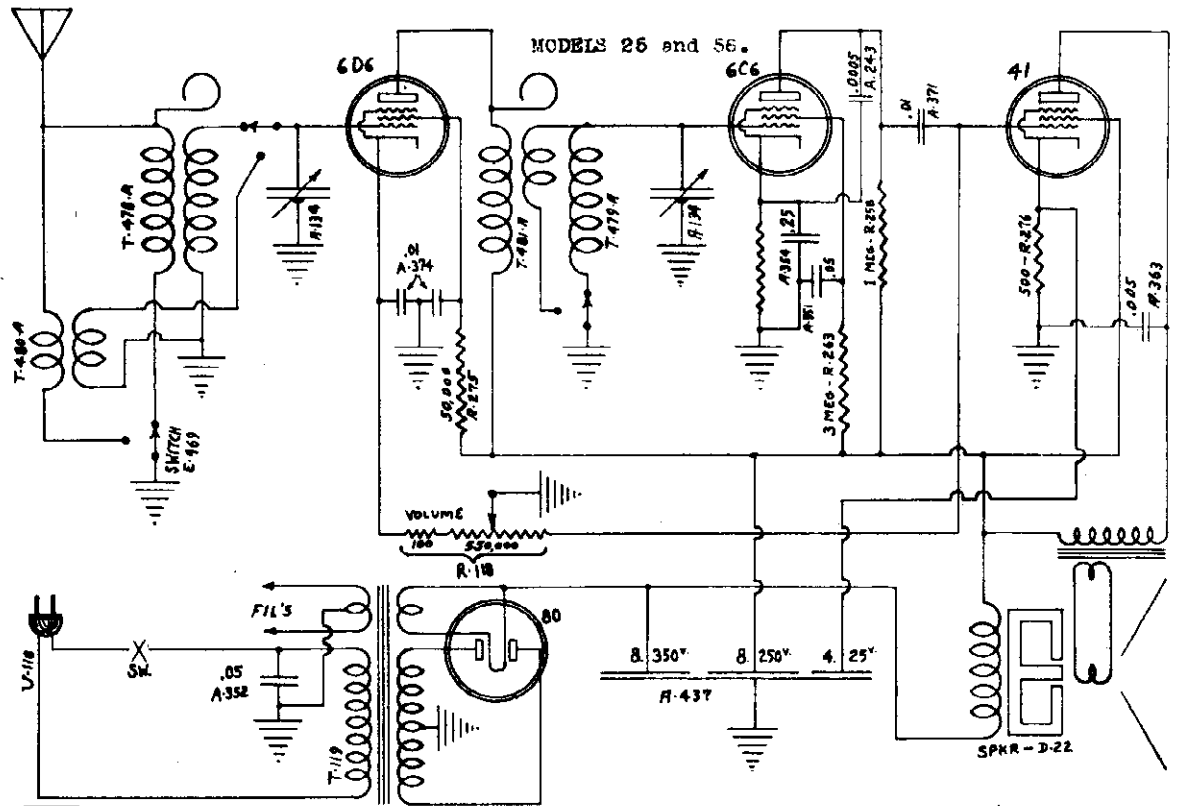 MODELS 25 and 56.
6D6
6C6
41
.0005
A.243
.01
A.371
T-478-A
A.134
T-481-A
T-479-A
A.134
.25
A.354
.05
A.351
1 MEG - R.258
500 - R.276
.005
A.363
.01
A.374
50,000
R.275
3 MEG - R.263
T-480-A
SWITCH
E.469
VOLUME
100
550,000
R.118
FIL'S
80
U-118
SW.
.05
A.352
T-119
8. 350V.
8. 250V.
4. 25V.
A.437
SPKR - D-22